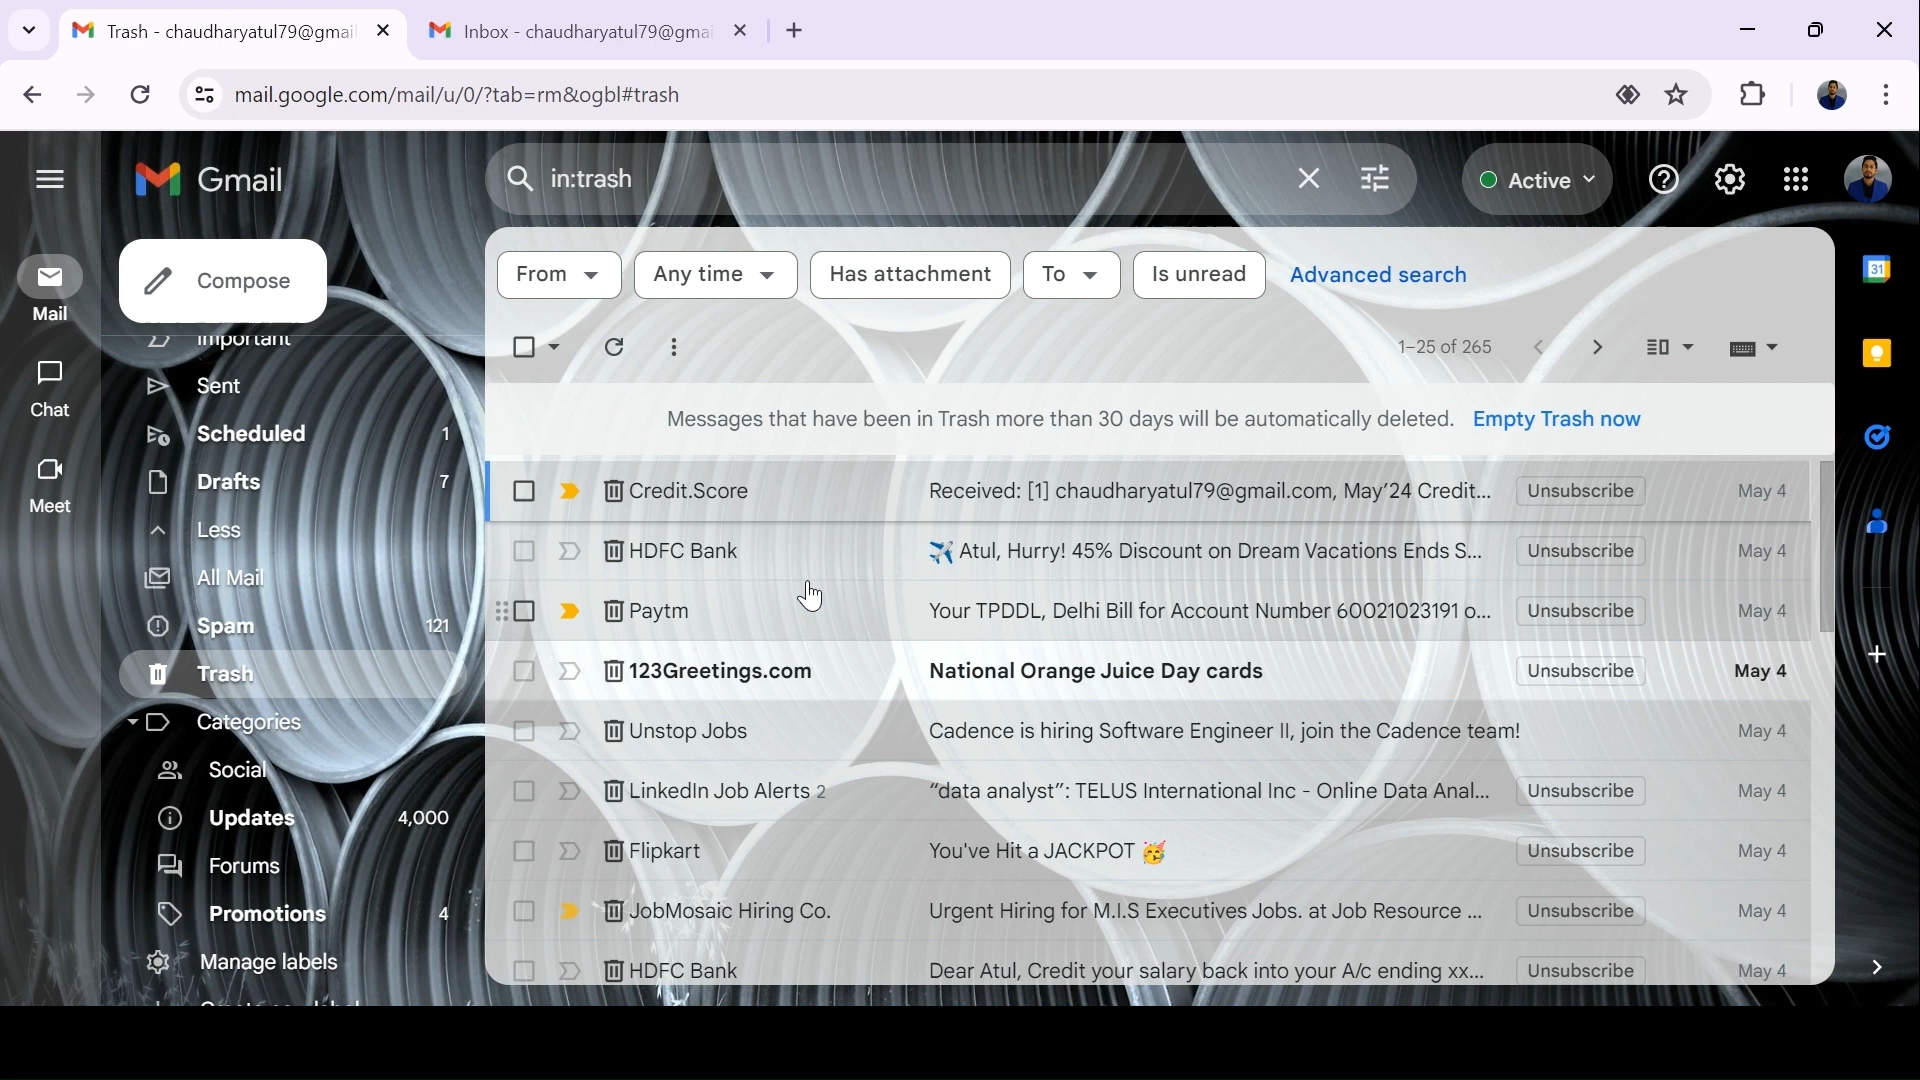 Trash - chaudharyatul79@gmail
Inbox - chaudharyatul79@gma
mail.google.com/mail/u/0/?tab=rm&ogbl#trash
Gmail
in:trash
Active
Compose
Mail
Chat
Meet
Important
Sent
Scheduled 1
Drafts 7
Less
All Mail
Spam 121
Trash
Categories
Social
Updates 4,000
Forums
Promotions 4
Manage labels
From
Any time
Has attachment
To
Is unread
Advanced search
1–25 of 265
Messages that have been in Trash more than 30 days will be automatically deleted. Empty Trash now
Credit.Score Received: [1] chaudharyatul79@gmail.com, May'24 Credit... Unsubscribe May 4
HDFC Bank ✈️ Atul, Hurry! 45% Discount on Dream Vacations Ends S... Unsubscribe May 4
Paytm Your TPDDL, Delhi Bill for Account Number 60021023191 o... Unsubscribe May 4
123Greetings.com National Orange Juice Day cards Unsubscribe May 4
Unstop Jobs Cadence is hiring Software Engineer II, join the Cadence team! May 4
LinkedIn Job Alerts 2 “data analyst”: TELUS International Inc - Online Data Anal... Unsubscribe May 4
Flipkart You've Hit a JACKPOT 🥳 Unsubscribe May 4
JobMosaic Hiring Co. Urgent Hiring for M.I.S Executives Jobs. at Job Resource ... Unsubscribe May 4
HDFC Bank Dear Atul, Credit your salary back into your A/c ending xx... Unsubscribe May 4
31